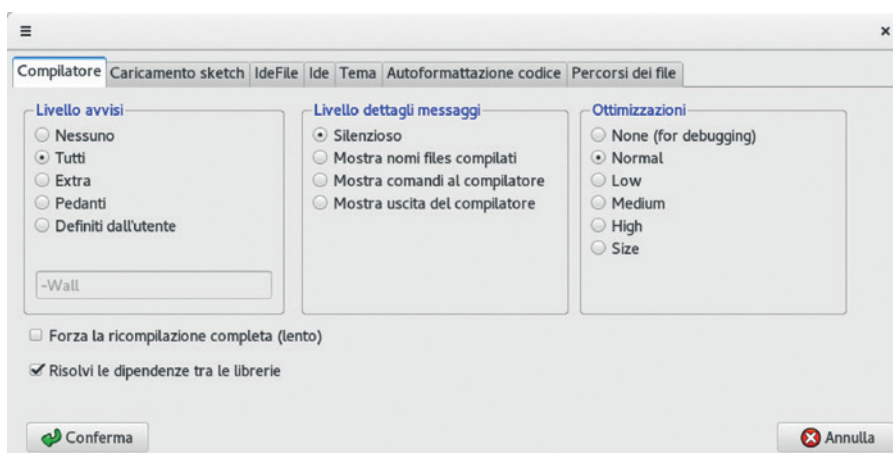 Compilatore Caricamento sketch IdeFile Ide Tema Autoformattazione codice Percorsi dei file
Livello avvisi
Nessuno
Tutti
Extra
Pedanti
Definiti dall'utente
-Wall
Livello dettagli messaggi
Silenzioso
Mostra nomi files compilati
Mostra comandi al compilatore
Mostra uscita del compilatore
Ottimizzazioni
None (for debugging)
Normal
Low
Medium
High
Size
Forza la ricompilazione completa (lento)
Risolvi le dipendenze tra le librerie
Conferma
Annulla